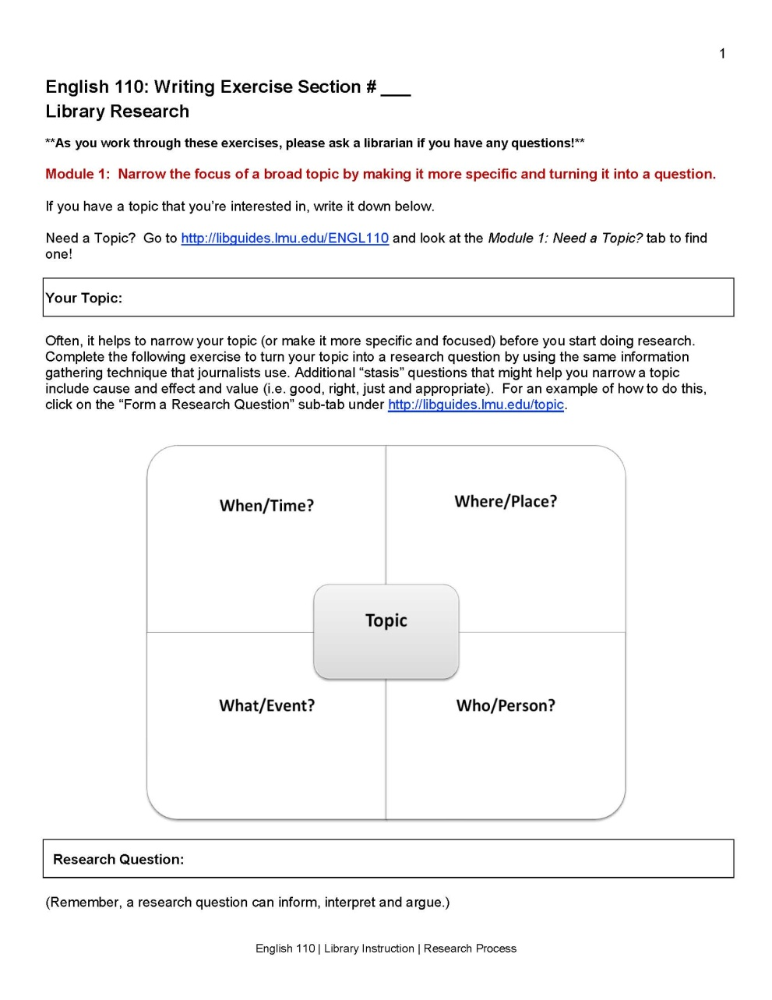 1
English 110: Writing Exercise Section # ___
Library Research
**As you work through these exercises, please ask a librarian if you have any questions!**
Module 1:  Narrow the focus of a broad topic by making it more specific and turning it into a question.
If you have a topic that you’re interested in, write it down below.
Need a Topic?  Go to http://libguides.lmu.edu/ENGL110 and look at the Module 1: Need a Topic? tab to find
one!
Your Topic:
Often, it helps to narrow your topic (or make it more specific and focused) before you start doing research.
Complete the following exercise to turn your topic into a research question by using the same information
gathering technique that journalists use. Additional “stasis” questions that might help you narrow a topic
include cause and effect and value (i.e. good, right, just and appropriate).  For an example of how to do this,
click on the “Form a Research Question” sub-tab under http://libguides.lmu.edu/topic.
When/Time?
Where/Place?
Topic
What/Event?
Who/Person?
Research Question:
(Remember, a research question can inform, interpret and argue.)
English 110 | Library Instruction | Research Process